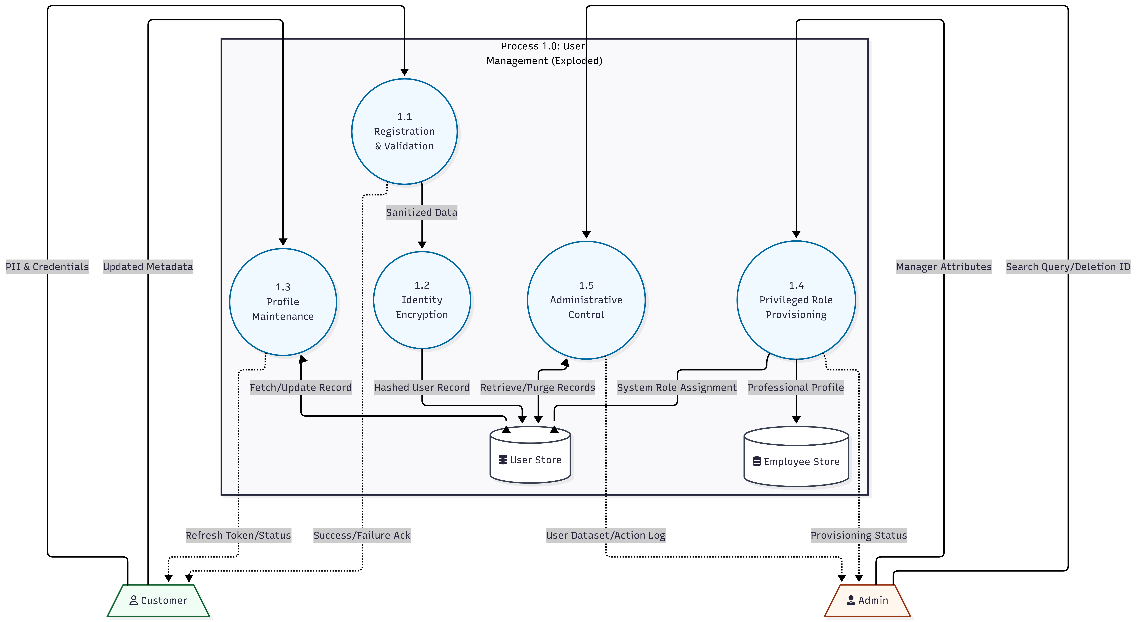 Process 1.0: User
Management (Exploded)
1.1
Registration
& Validation
Sanitized Data
PII & Credentials
Updated Metadata
Manager Attributes
Search Query/Deletion ID
1.3
Profile
Maintenance
1.2
Identity
Encryption
1.5
Administrative
Control
1.4
Privileged Role
Provisioning
Fetch/Update Record
Hashed User Record
Retrieve/Purge Records
System Role Assignment
Professional Profile
User Store
Employee Store
Refresh Token/Status
Success/Failure Ack
User Dataset/Action Log
Provisioning Status
Customer
Admin